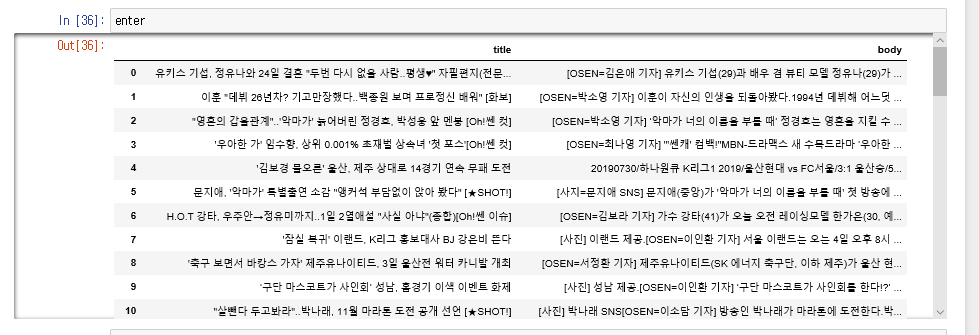 In [36]: enter
Out[36]:
title body
0 유키스 기섭, 정유나와 24일 결혼 "두번 다시 없을 사람..평생♥" 자필편지(전문... [OSEN=김은애 기자] 유키스 기섭(29)과 배우 겸 뷰티 모델 정유나(29)가 ...
1 이훈 "데뷔 26년차? 기고만장했다..백종원 보며 프로정신 배워" [화보] [OSEN=박소영 기자] 이훈이 자신의 인생을 되돌아봤다.1994년 데뷔해 어느덧 ...
2 "영혼의 갑을관계"..'악마가' 늙어버린 정경호, 박성웅 앞 멘붕 [Oh!쎈 컷] [OSEN=박소영 기자] '악마가 너의 이름을 부를 때' 정경호는 영혼을 지킬 수 ...
3 '우아한 가' 임수향, 상위 0.001% 초재벌 상속녀 '첫 포스'[Oh!쎈 컷] [OSEN=최나영 기자] '"쎈캐' 컴백!"MBN-드라맥스 새 수목드라마 '우아한 ...
4 '김보경 물오른' 울산, 제주 상대로 14경기 연속 무패 도전 20190730/하나원큐 K리그1 2019/울산현대 vs FC서울/3:1 울산승/5...
5 문지애, '악마가' 특별출연 소감 "앵커석 부담없이 앉아 봤다" [★SHOT!] [사진=문지애 SNS] 문지애(중앙)가 '악마가 너의 이름을 부를 때' 첫 방송에 ...
6 H.O.T 강타, 우주안→정유미까지..1일 2열애설 "사실 아냐"(종합)[Oh!쎈 이슈] [OSEN=김보라 기자] 가수 강타(41)가 오늘 오전 레이싱모델 한가은(30, 예...
7 '잠실 복귀' 이랜드, K리그 홍보대사 BJ 강은비 뜬다 [사진] 이랜드 제공.[OSEN=이인환 기자] 서울 이랜드는 오는 4일 오후 8시 ...
8 '축구 보면서 바캉스 가자' 제주유나이티드, 3일 울산전 워터 카니발 개최 [OSEN=서정환 기자] 제주유나이티드(SK 에너지 축구단, 이하 제주)가 울산 현...
9 '구단 마스코트가 사인회' 성남, 홈경기 이색 이벤트 화제 [사진] 성남 제공.[OSEN=이인환 기자] '구단 마스코트가 사인회를 한다!?' ...
10 "살뺀다 두고봐라"..박나래, 11월 마라톤 도전 공개 선언 [★SHOT!] [사진] 박나래 SNS[OSEN=이소담 기자] 방송인 박나래가 마라톤에 도전한다.박...